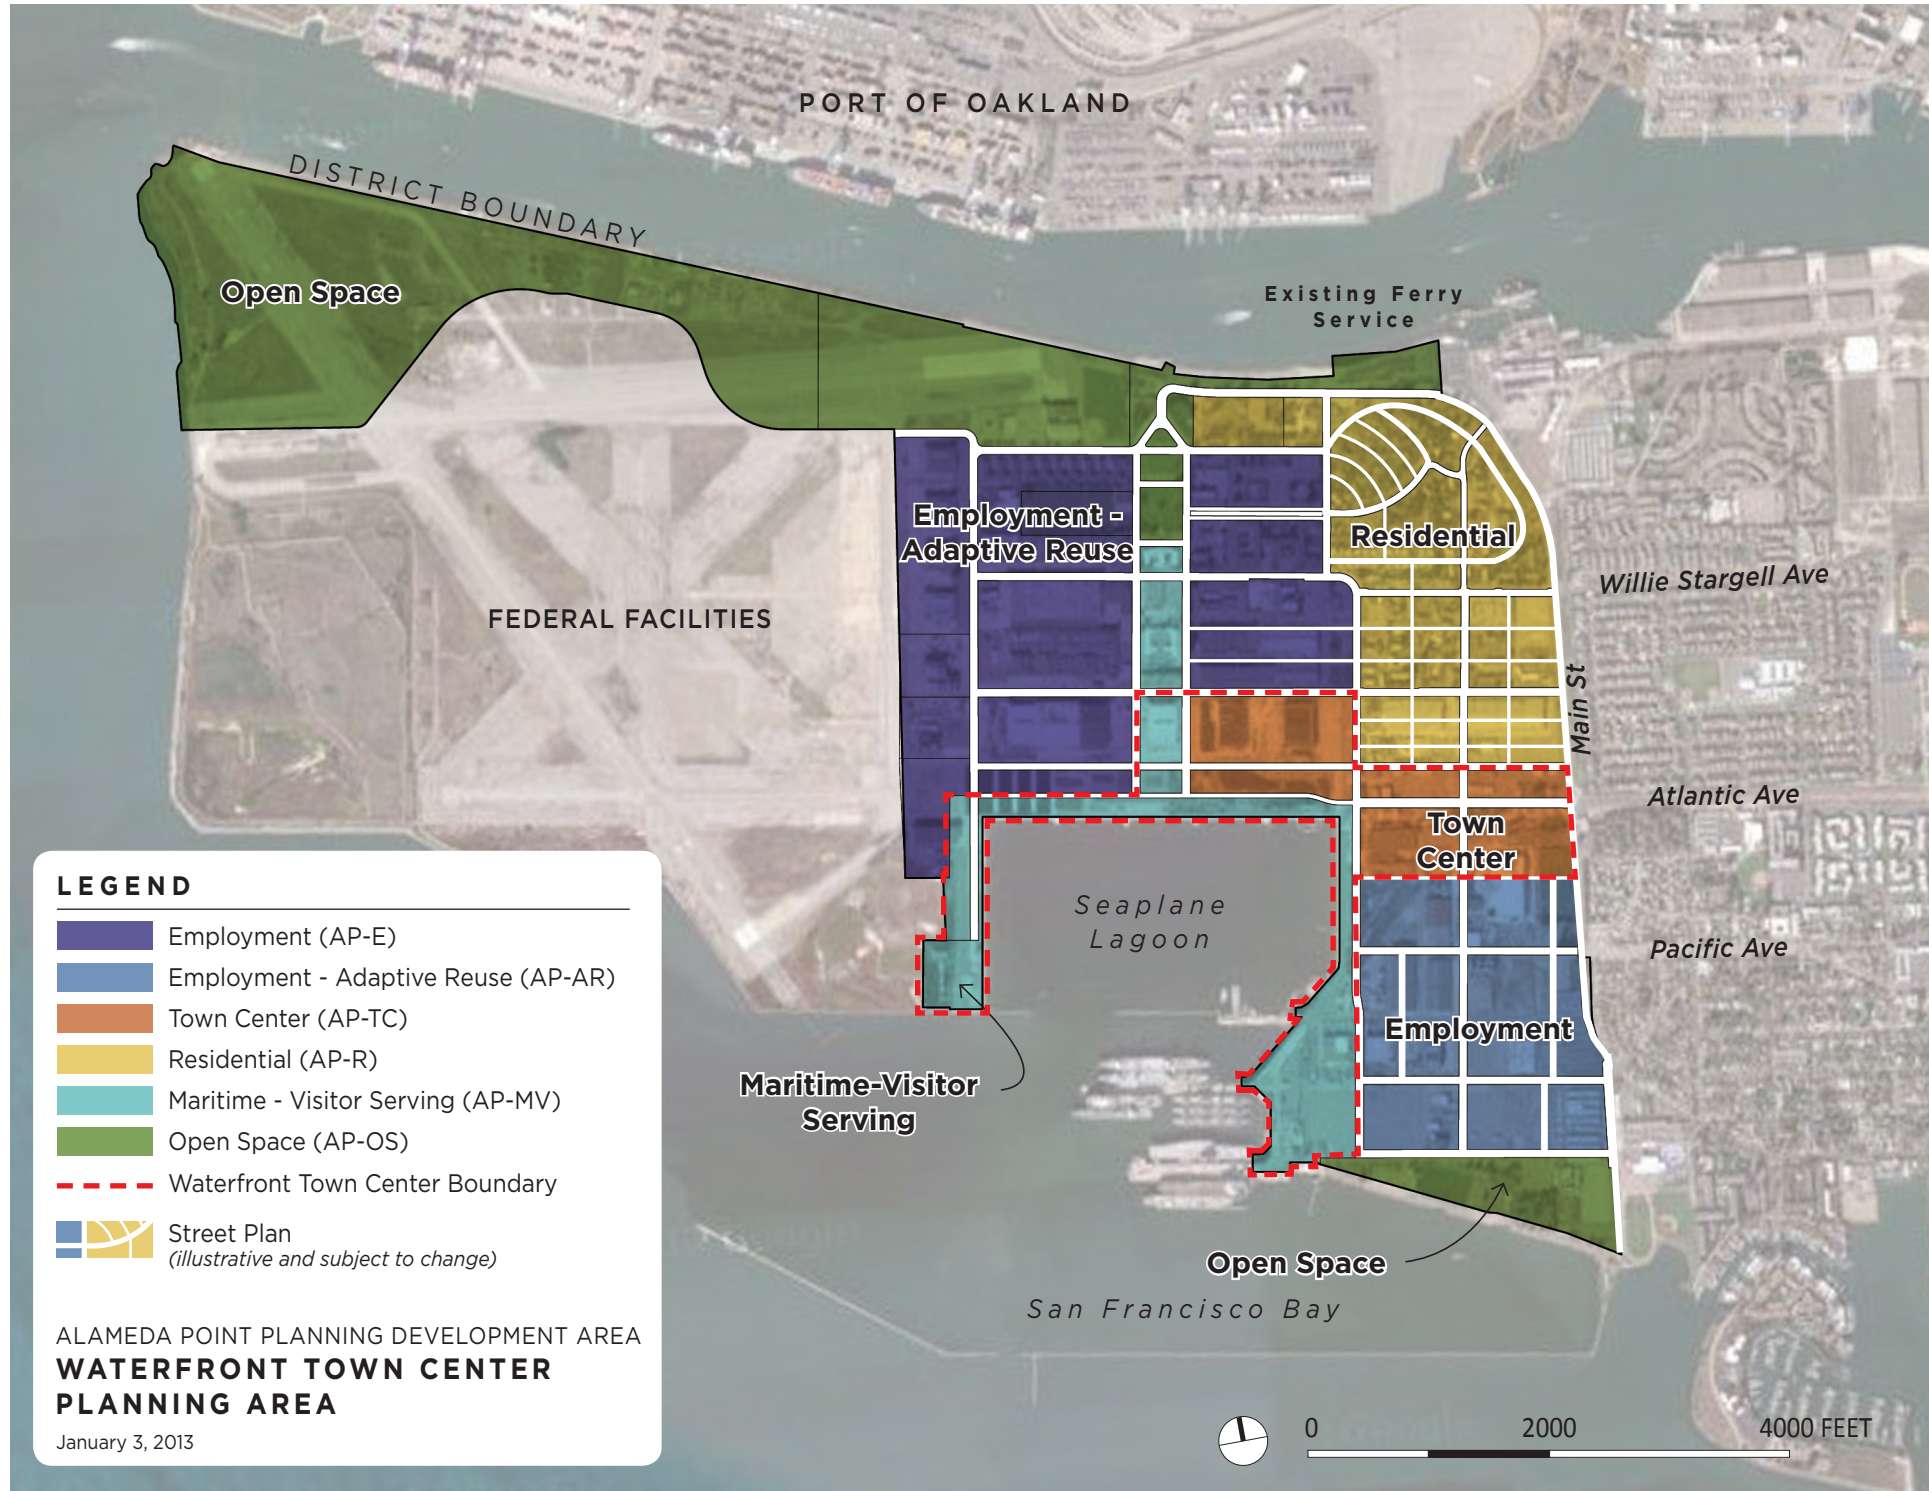 PORT OF OAKLAND
DISTRICT BOUNDARY
Open Space
Existing Ferry
Service
Employment -
Adaptive Reuse
Residential
Willie Stargell Ave
FEDERAL FACILITIES
Main St
Atlantic Ave
Town
Center
Seaplane
Lagoon
Pacific Ave
Employment
Maritime-Visitor
Serving
Open Space
San Francisco Bay
LEGEND
Employment (AP-E)
Employment - Adaptive Reuse (AP-AR)
Town Center (AP-TC)
Residential (AP-R)
Maritime - Visitor Serving (AP-MV)
Open Space (AP-OS)
Waterfront Town Center Boundary
Street Plan
(illustrative and subject to change)
ALAMEDA POINT PLANNING DEVELOPMENT AREA
WATERFRONT TOWN CENTER
PLANNING AREA
January 3, 2013
0 2000 4000 FEET